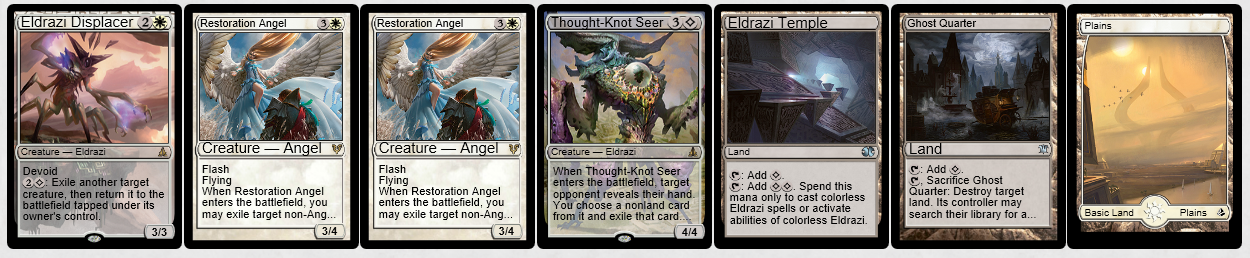 Eldrazi Displacer 2
Creature — Eldrazi
Devoid
2: Exile another target
creature, then return it to the
battlefield tapped under its
owner's control.
3/3
Restoration Angel 3
Creature — Angel
Flash
Flying
When Restoration Angel
enters the battlefield, you
may exile target non-Ang...
3/4
Restoration Angel 3
Creature — Angel
Flash
Flying
When Restoration Angel
enters the battlefield, you
may exile target non-Ang...
3/4
Thought-Knot Seer 3
Creature — Eldrazi
When Thought-Knot Seer
enters the battlefield, target
opponent reveals their hand.
You choose a nonland card
from it and exile that card...
4/4
Eldrazi Temple
Land
: Add .
: Add . Spend this
mana only to cast colorless
Eldrazi spells or activate
abilities of colorless Eldrazi.
Ghost Quarter
Land
: Add .
, Sacrifice Ghost
Quarter: Destroy target
land. Its controller may
search their library for a...
Plains
Basic Land Plains